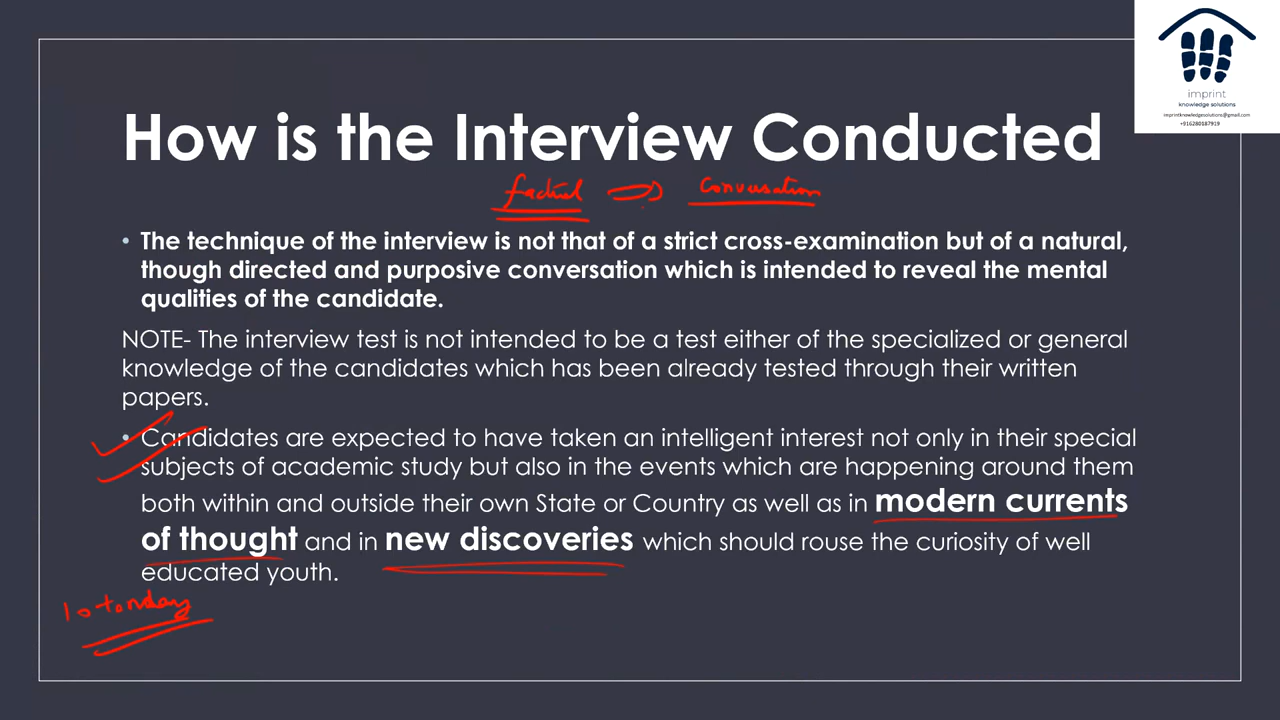 imprint
knowledge solutions
imprintknowledgesolutions@gmail.com
+916280187919
How is the Interview Conducted
factual ⇒ Conversation
• The technique of the interview is not that of a strict cross-examination but of a natural,
though directed and purposive conversation which is intended to reveal the mental
qualities of the candidate.
NOTE- The interview test is not intended to be a test either of the specialized or general
knowledge of the candidates which has been already tested through their written
papers.
• Candidates are expected to have taken an intelligent interest not only in their special
subjects of academic study but also in the events which are happening around them
both within and outside their own State or Country as well as in modern currents
of thought and in new discoveries which should rouse the curiosity of well
educated youth.